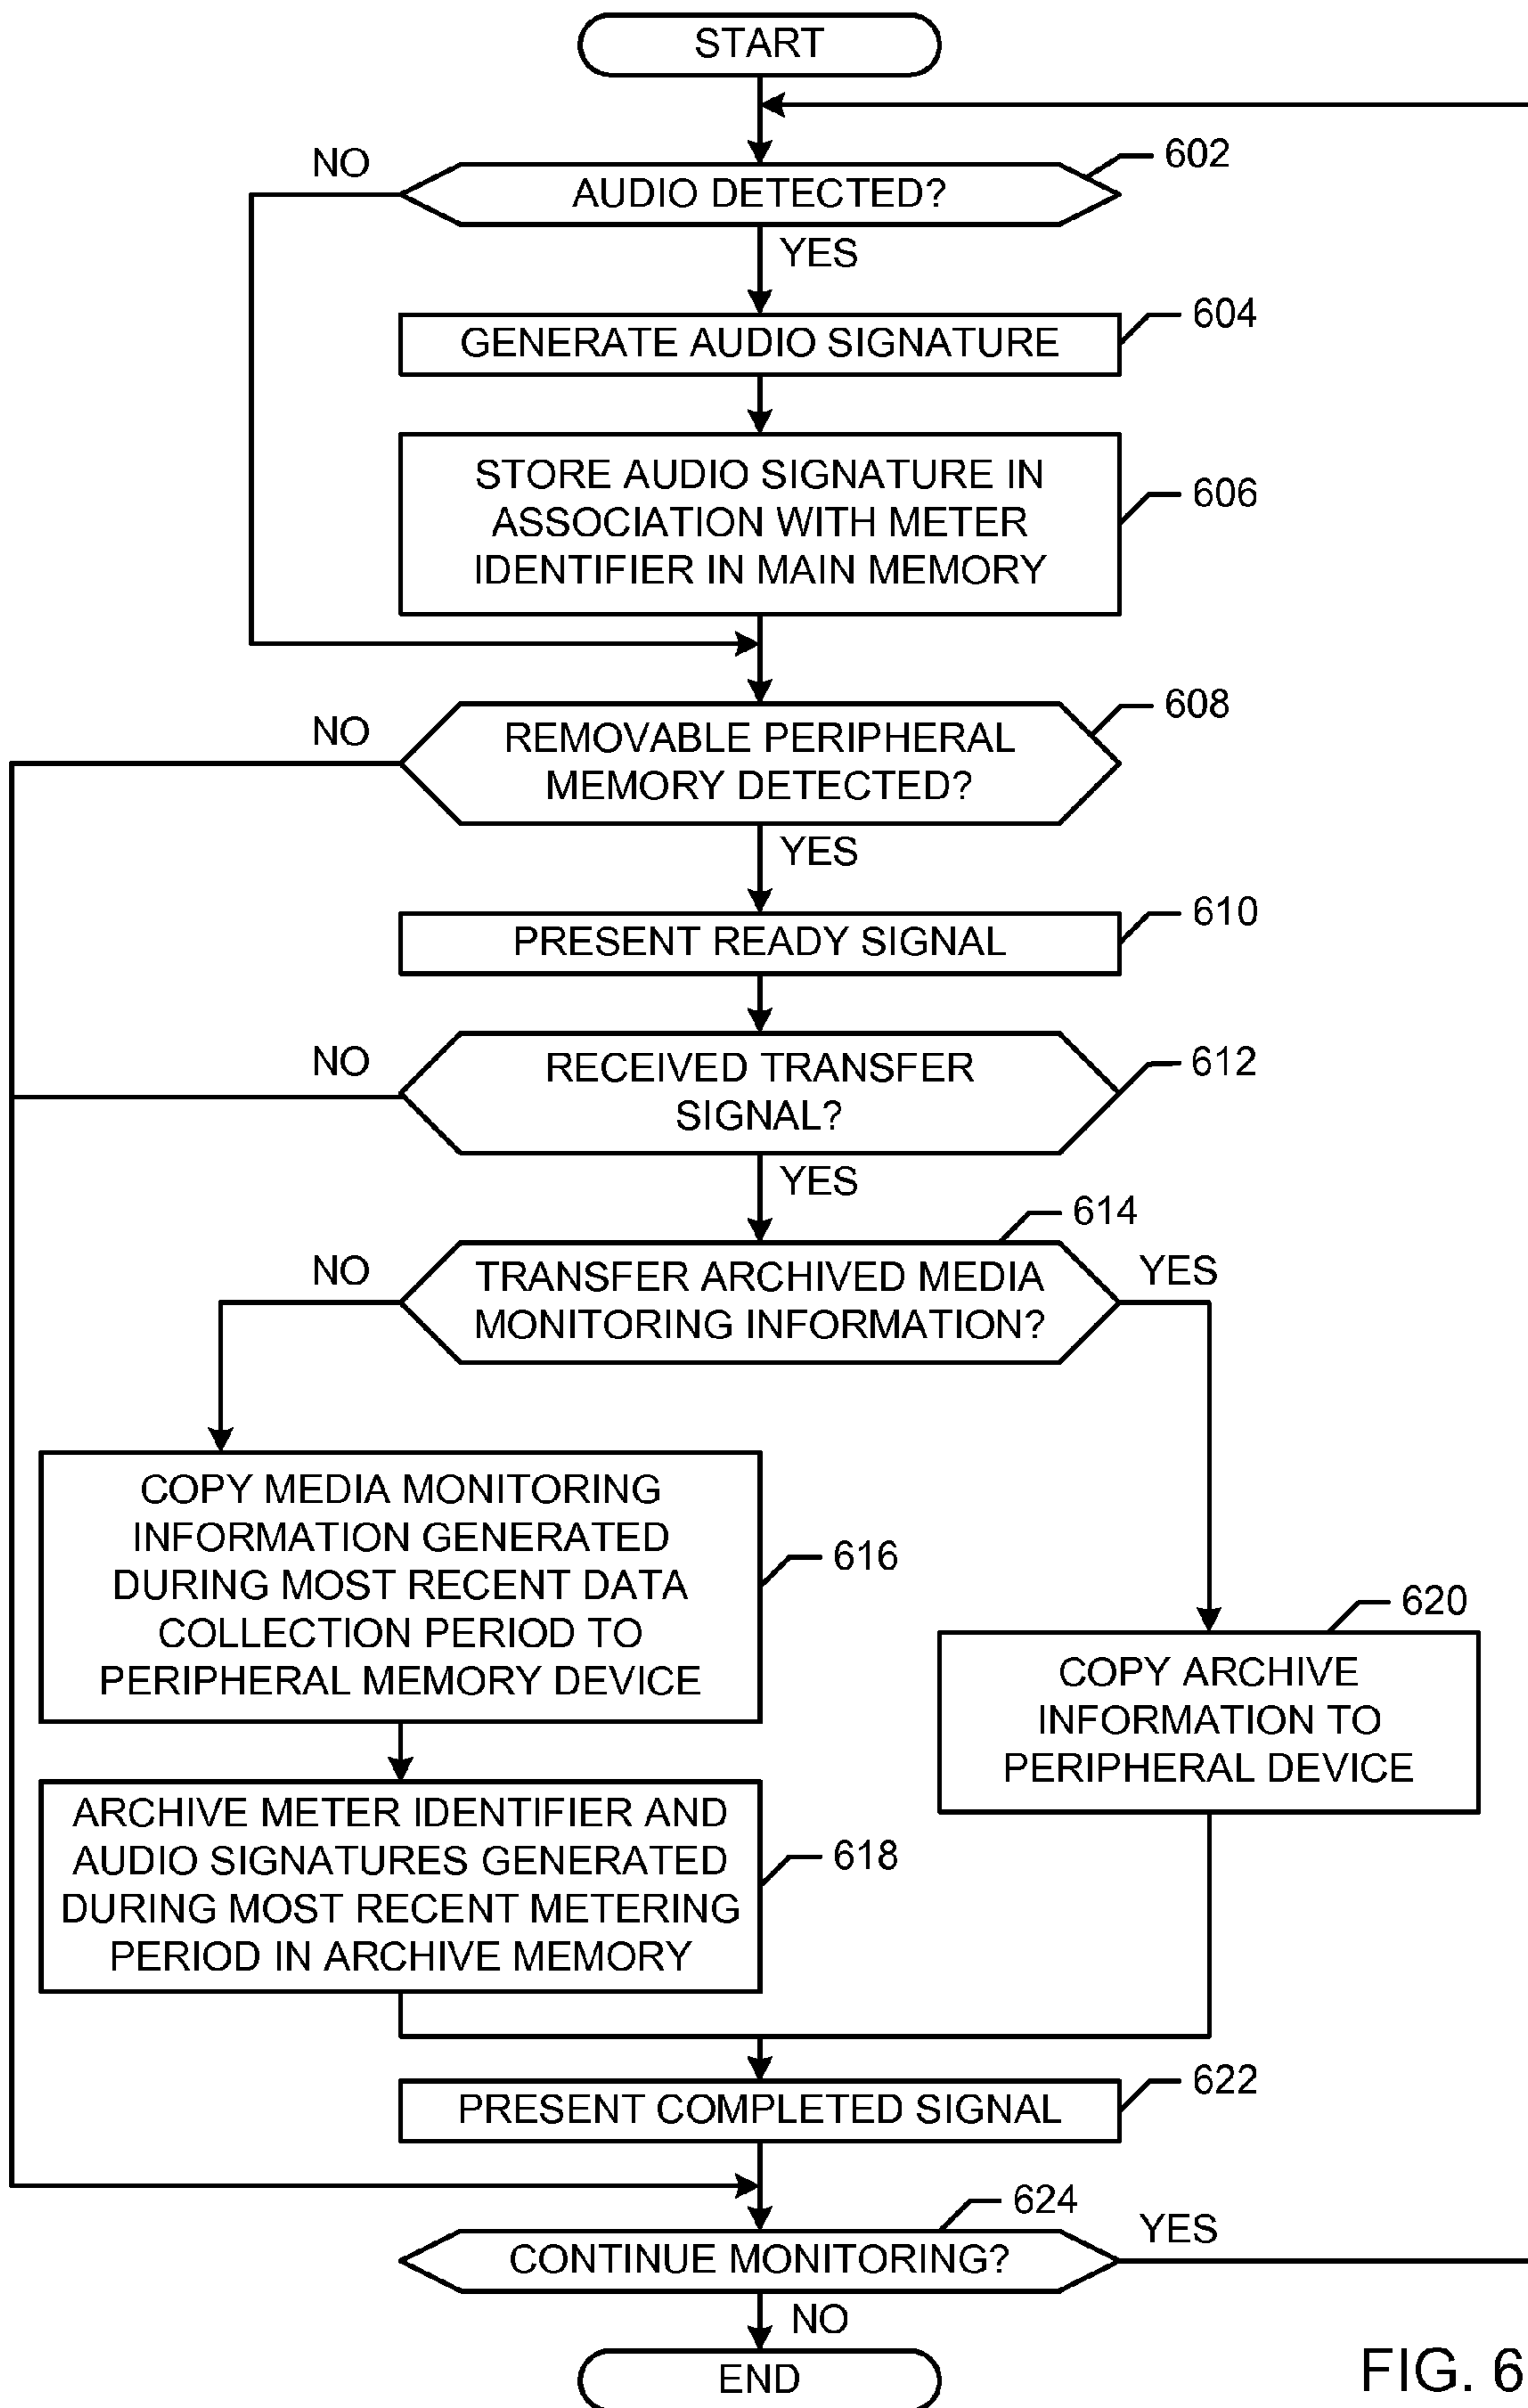 START
602
NO
AUDIO DETECTED?
YES
604
GENERATE AUDIO SIGNATURE
606
STORE AUDIO SIGNATURE IN
ASSOCIATION WITH METER
IDENTIFIER IN MAIN MEMORY
608
NO
REMOVABLE PERIPHERAL
MEMORY DETECTED?
YES
610
PRESENT READY SIGNAL
NO
612
RECEIVED TRANSFER
SIGNAL?
YES
614
NO
YES
TRANSFER ARCHIVED MEDIA
MONITORING INFORMATION?
COPY MEDIA MONITORING
INFORMATION GENERATED
DURING MOST RECENT DATA
COLLECTION PERIOD TO
PERIPHERAL MEMORY DEVICE
616
620
COPY ARCHIVE
INFORMATION TO
PERIPHERAL DEVICE
ARCHIVE METER IDENTIFIER AND
AUDIO SIGNATURES GENERATED
DURING MOST RECENT METERING
PERIOD IN ARCHIVE MEMORY
618
622
PRESENT COMPLETED SIGNAL
624
YES
CONTINUE MONITORING?
NO
END
FIG. 6